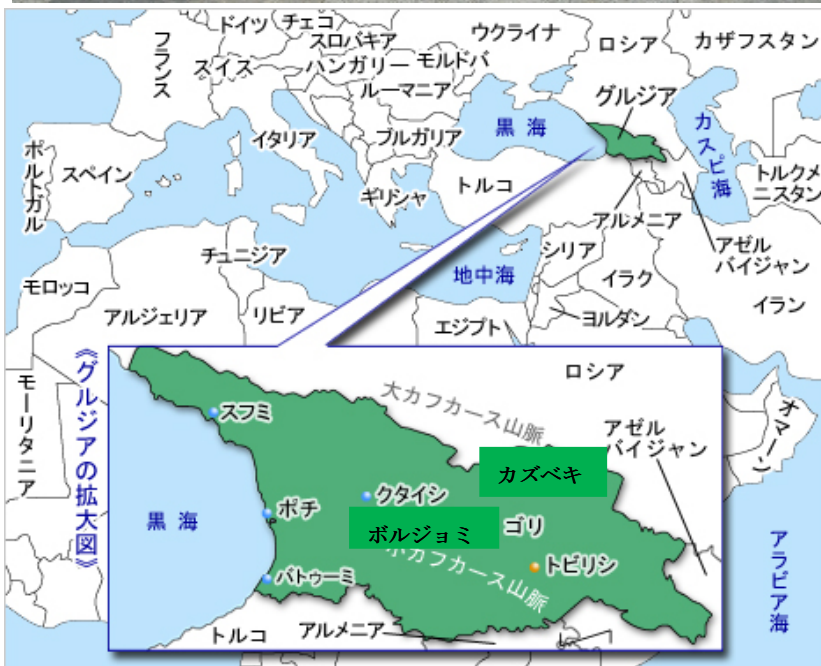 フランス
ドイツ
チェコ
スロバキア
ウクライナ
ロシア
カザフスタン
スイス
ハンガリー
モルドバ
ルーマニア
グルジア
イタリア
ブルガリア
黒海
カスピ海
ポルトガル
スペイン
ギリシャ
トルコ
トルクメ
ニスタン
アルメニア
アゼル
バイジャン
チュニジア
シリア
地中海
イラク
イラン
モロッコ
アルジェリア
リビア
エジプト
ヨルダン
モーリタニア
オマーン
アラビア海
《グルジアの拡大図》
ロシア
大カフカース山脈
アゼル
バイジャン
スフミ
カズベキ
クタイシ
ポチ
黒海
ボルジョミ
ゴリ
小カフカース山脈
トビリシ
バトゥーミ
トルコ
アルメニア